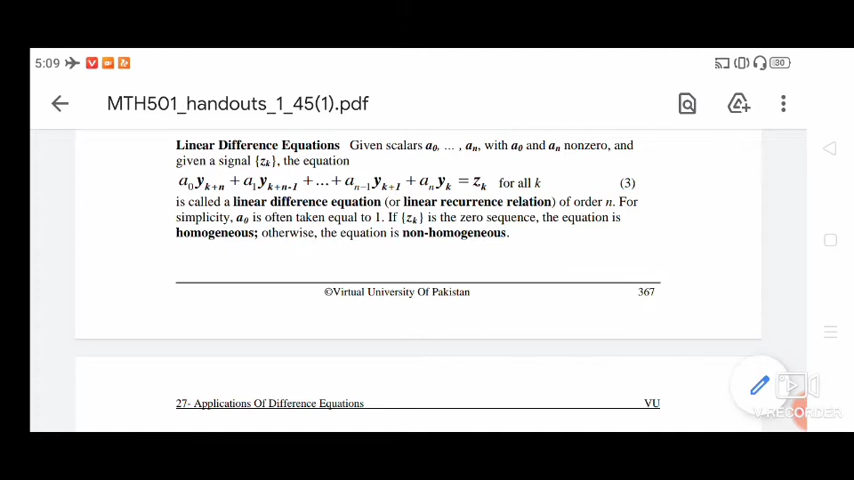 5:09
30
MTH501_handouts_1_45(1).pdf
Linear Difference Equations Given scalars a₀, ... , aₙ, with a₀ and aₙ nonzero, and
given a signal {zₖ}, the equation
a₀yₖ₊ₙ + a₁yₖ₊ₙ₋₁ + ... + aₙ₋₁yₖ₊₁ + aₙyₖ = zₖ for all k (3)
is called a linear difference equation (or linear recurrence relation) of order n. For
simplicity, a₀ is often taken equal to 1. If {zₖ} is the zero sequence, the equation is
homogeneous; otherwise, the equation is non-homogeneous.
©Virtual University Of Pakistan 367
27- Applications Of Difference Equations VU
V-RECORDER